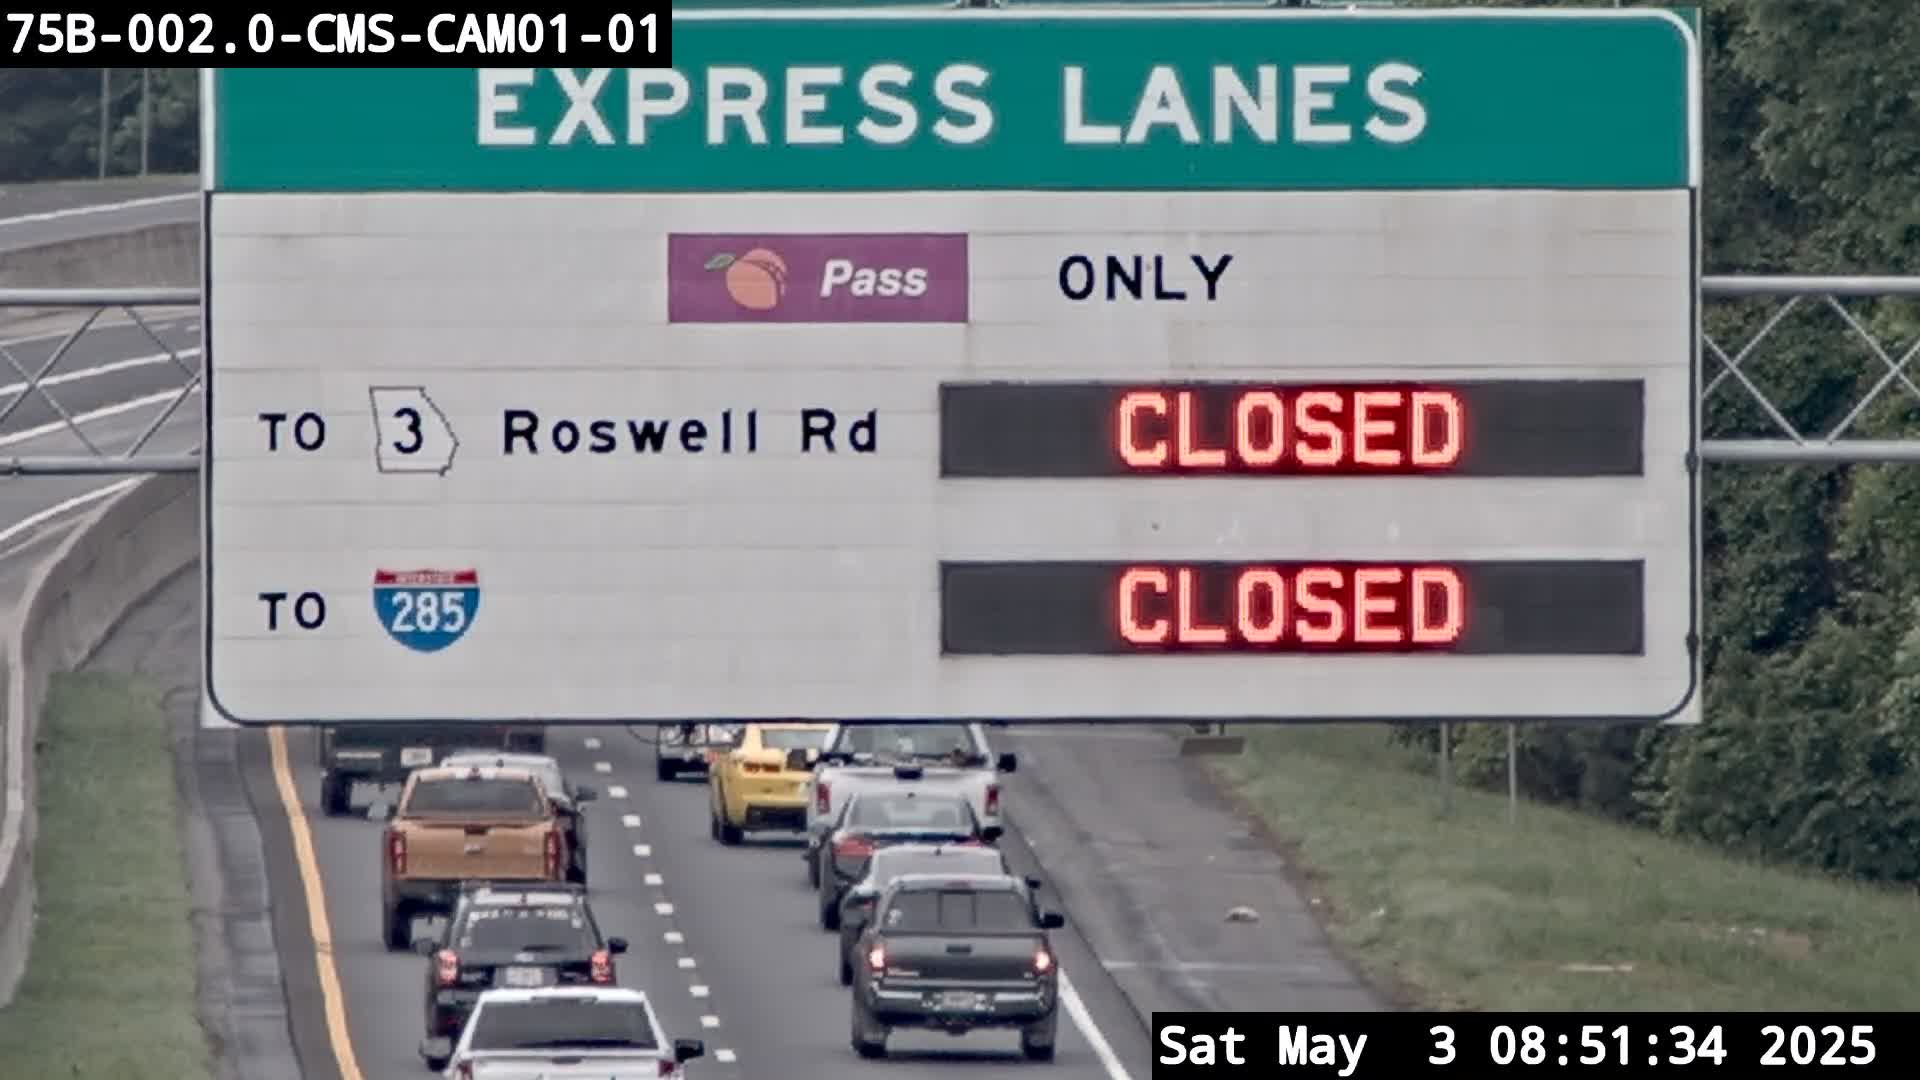 75B-002.0-CMS-CAM01-01
EXPRESS LANES
Pass ONLY
TO 3 Roswell Rd CLOSED
TO 285 CLOSED
Sat May 3 08:51:34 2025